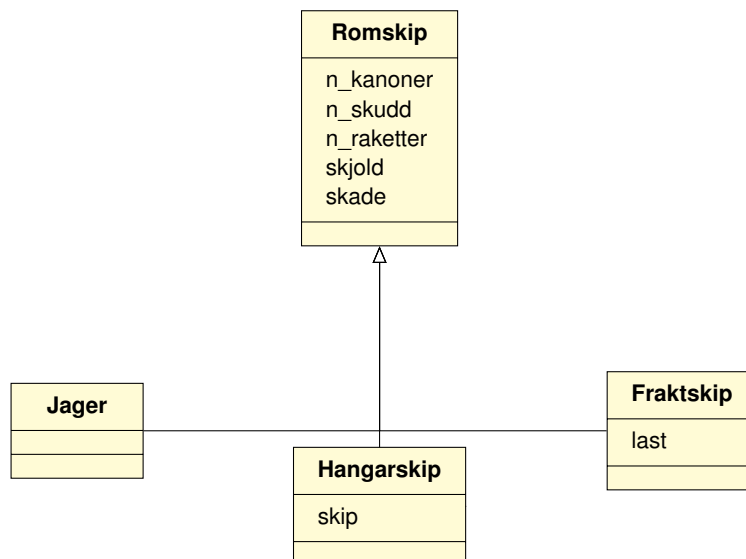 Romskip
n_kanoner
n_skudd
n_raketter
skjold
skade
Jager
Hangarskip
skip
Fraktskip
last